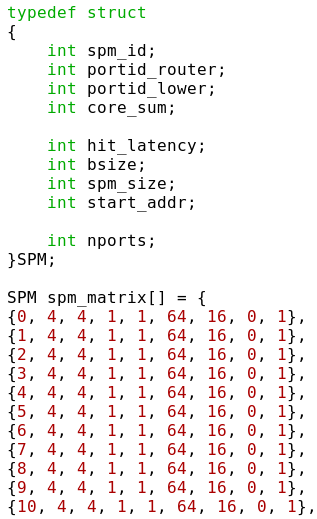 typedef struct
{
    int spm_id;
    int portid_router;
    int portid_lower;
    int core_sum;

    int hit_latency;
    int bsize;
    int spm_size;
    int start_addr;

    int nports;
}SPM;

SPM spm_matrix[] = {
{0, 4, 4, 1, 1, 64, 16, 0, 1},
{1, 4, 4, 1, 1, 64, 16, 0, 1},
{2, 4, 4, 1, 1, 64, 16, 0, 1},
{3, 4, 4, 1, 1, 64, 16, 0, 1},
{4, 4, 4, 1, 1, 64, 16, 0, 1},
{5, 4, 4, 1, 1, 64, 16, 0, 1},
{6, 4, 4, 1, 1, 64, 16, 0, 1},
{7, 4, 4, 1, 1, 64, 16, 0, 1},
{8, 4, 4, 1, 1, 64, 16, 0, 1},
{9, 4, 4, 1, 1, 64, 16, 0, 1},
{10, 4, 4, 1, 1, 64, 16, 0, 1},